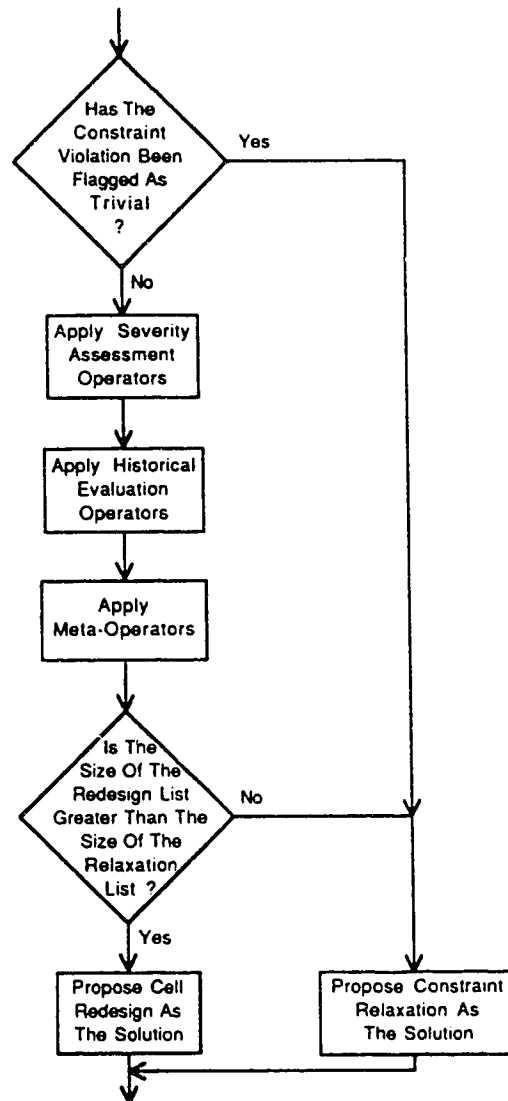 Has The
Constraint
Violation Been
Flagged As
Trivial
?
Yes
No
Apply Severity
Assessment
Operators
Apply Historical
Evaluation
Operators
Apply
Meta-Operators
Is The
Size Of The
Redesign List
Greater Than The
Size Of The
Relaxation
List ?
No
Yes
Propose Cell
Redesign As
The Solution
Propose Constraint
Relaxation As
The Solution